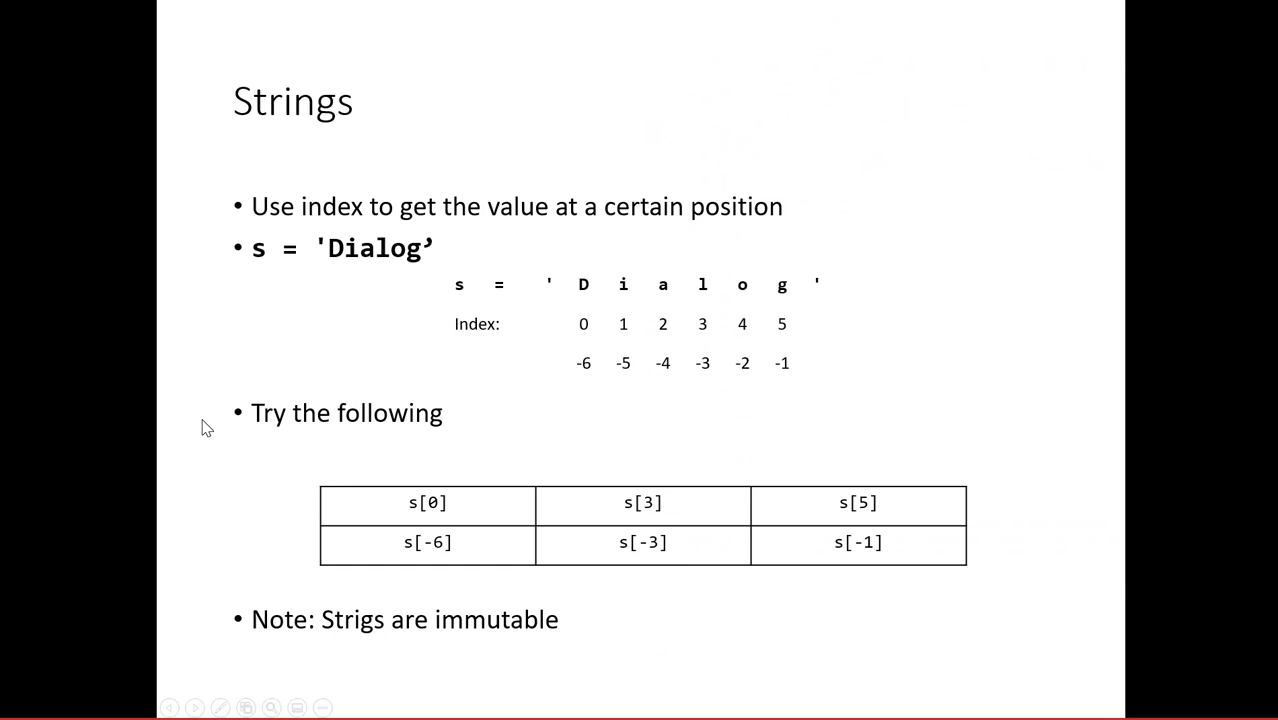 Strings
• Use index to get the value at a certain position
• s = 'Dialog’
s = ' D i a l o g '
Index: 0 1 2 3 4 5
-6 -5 -4 -3 -2 -1
• Try the following
s[0] s[3] s[5]
s[-6] s[-3] s[-1]
• Note: Strigs are immutable